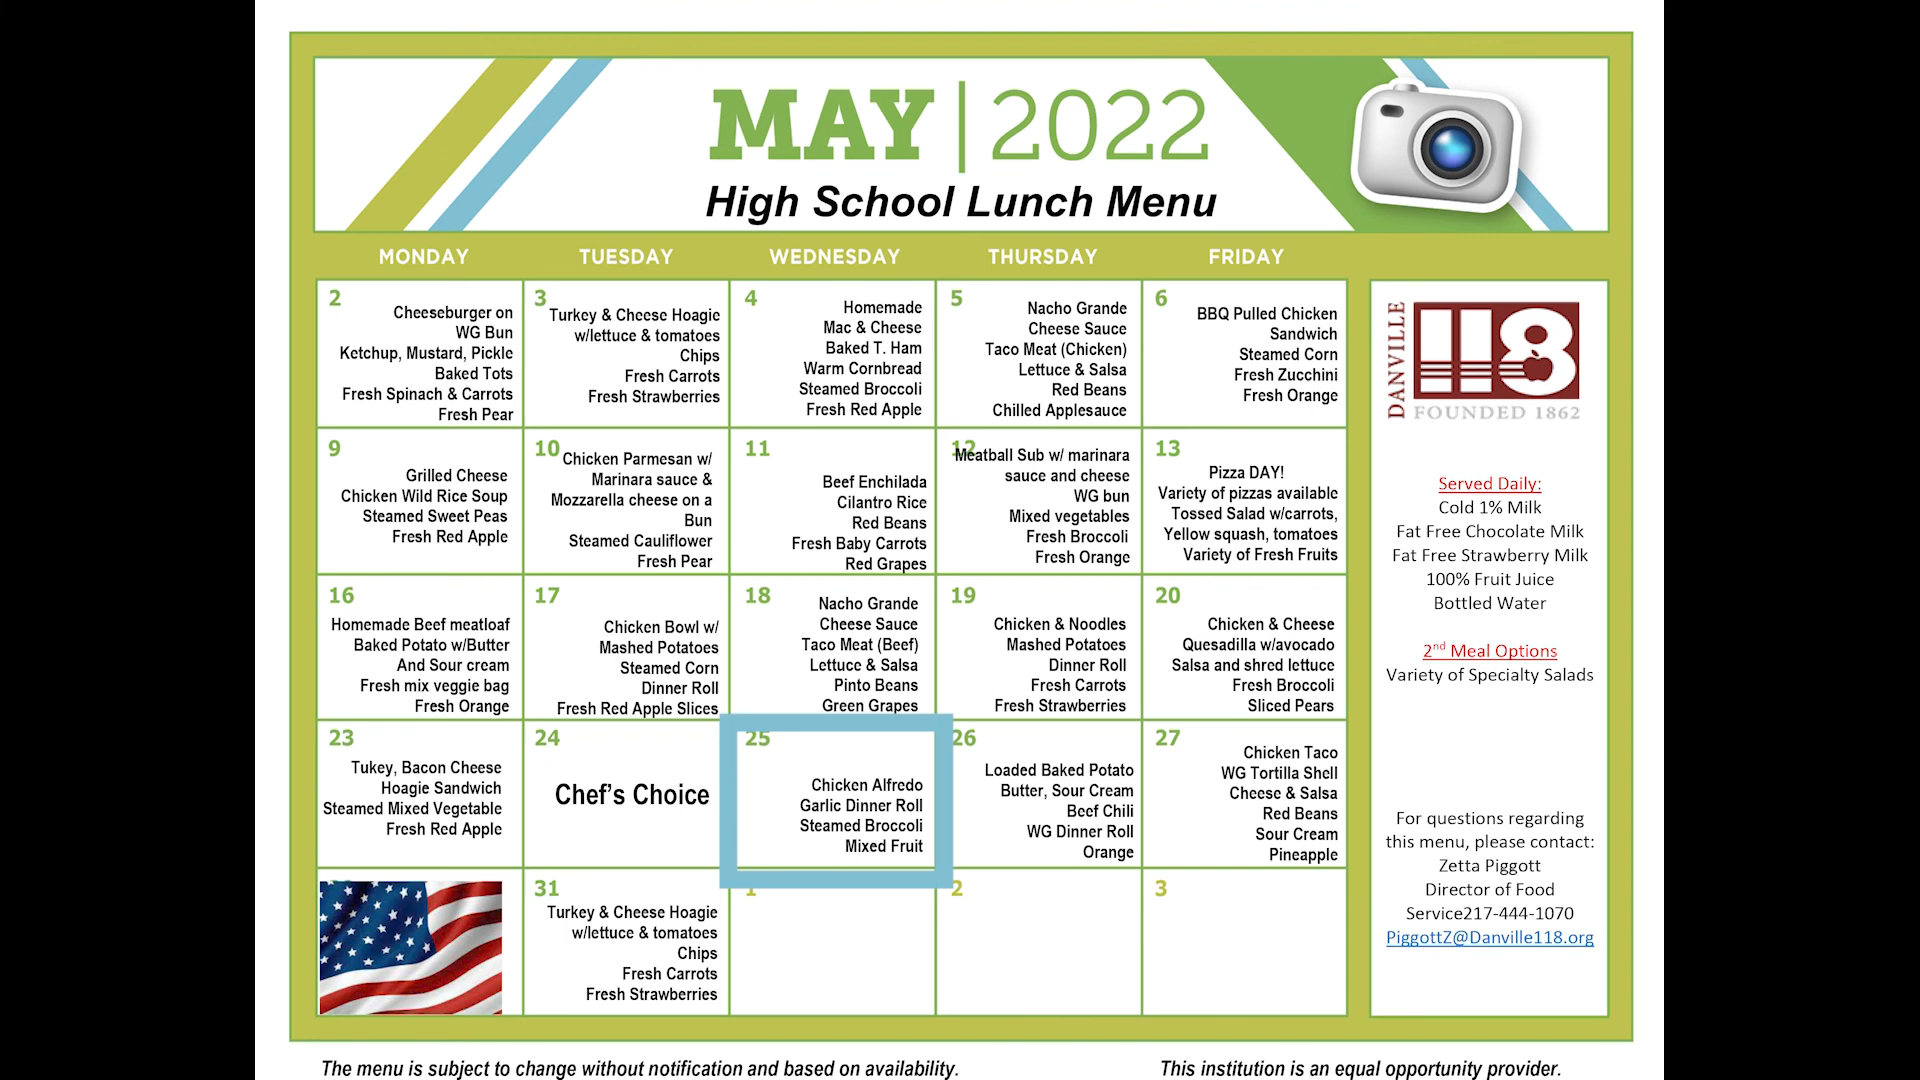 MAY | 2022
High School Lunch Menu
MONDAY TUESDAY WEDNESDAY THURSDAY FRIDAY
2
Cheeseburger on
WG Bun
Ketchup, Mustard, Pickle
Baked Tots
Fresh Spinach & Carrots
Fresh Pear
3
Turkey & Cheese Hoagie
w/lettuce & tomatoes
Chips
Fresh Carrots
Fresh Strawberries
4
Homemade
Mac & Cheese
Baked T. Ham
Warm Cornbread
Steamed Broccoli
Fresh Red Apple
5
Nacho Grande
Cheese Sauce
Taco Meat (Chicken)
Lettuce & Salsa
Red Beans
Chilled Applesauce
6
BBQ Pulled Chicken
Sandwich
Steamed Corn
Fresh Zucchini
Fresh Orange
9
Grilled Cheese
Chicken Wild Rice Soup
Steamed Sweet Peas
Fresh Red Apple
10
Chicken Parmesan w/
Marinara sauce &
Mozzarella cheese on a
Bun
Steamed Cauliflower
Fresh Pear
11
Beef Enchilada
Cilantro Rice
Red Beans
Fresh Baby Carrots
Red Grapes
12
Meatball Sub w/ marinara
sauce and cheese
WG bun
Mixed vegetables
Fresh Broccoli
Fresh Orange
13
Pizza DAY!
Variety of pizzas available
Tossed Salad w/carrots,
Yellow squash, tomatoes
Variety of Fresh Fruits
16
Homemade Beef meatloaf
Baked Potato w/Butter
And Sour cream
Fresh mix veggie bag
Fresh Orange
17
Chicken Bowl w/
Mashed Potatoes
Steamed Corn
Dinner Roll
Fresh Red Apple Slices
18
Nacho Grande
Cheese Sauce
Taco Meat (Beef)
Lettuce & Salsa
Pinto Beans
Green Grapes
19
Chicken & Noodles
Mashed Potatoes
Dinner Roll
Fresh Carrots
Fresh Strawberries
20
Chicken & Cheese
Quesadilla w/avocado
Salsa and shred lettuce
Fresh Broccoli
Sliced Pears
23
Tukey, Bacon Cheese
Hoagie Sandwich
Steamed Mixed Vegetable
Fresh Red Apple
24
Chef's Choice
25
Chicken Alfredo
Garlic Dinner Roll
Steamed Broccoli
Mixed Fruit
26
Loaded Baked Potato
Butter, Sour Cream
Beef Chili
WG Dinner Roll
Orange
27
Chicken Taco
WG Tortilla Shell
Cheese & Salsa
Red Beans
Sour Cream
Pineapple
31
Turkey & Cheese Hoagie
w/lettuce & tomatoes
Chips
Fresh Carrots
Fresh Strawberries
1
2
3
DANVILLE
118
FOUNDED 1862
Served Daily:
Cold 1% Milk
Fat Free Chocolate Milk
Fat Free Strawberry Milk
100% Fruit Juice
Bottled Water
2nd Meal Options
Variety of Specialty Salads
For questions regarding
this menu, please contact:
Zetta Piggott
Director of Food
Service217-444-1070
PiggottZ@Danville118.org
The menu is subject to change without notification and based on availability.
This institution is an equal opportunity provider.